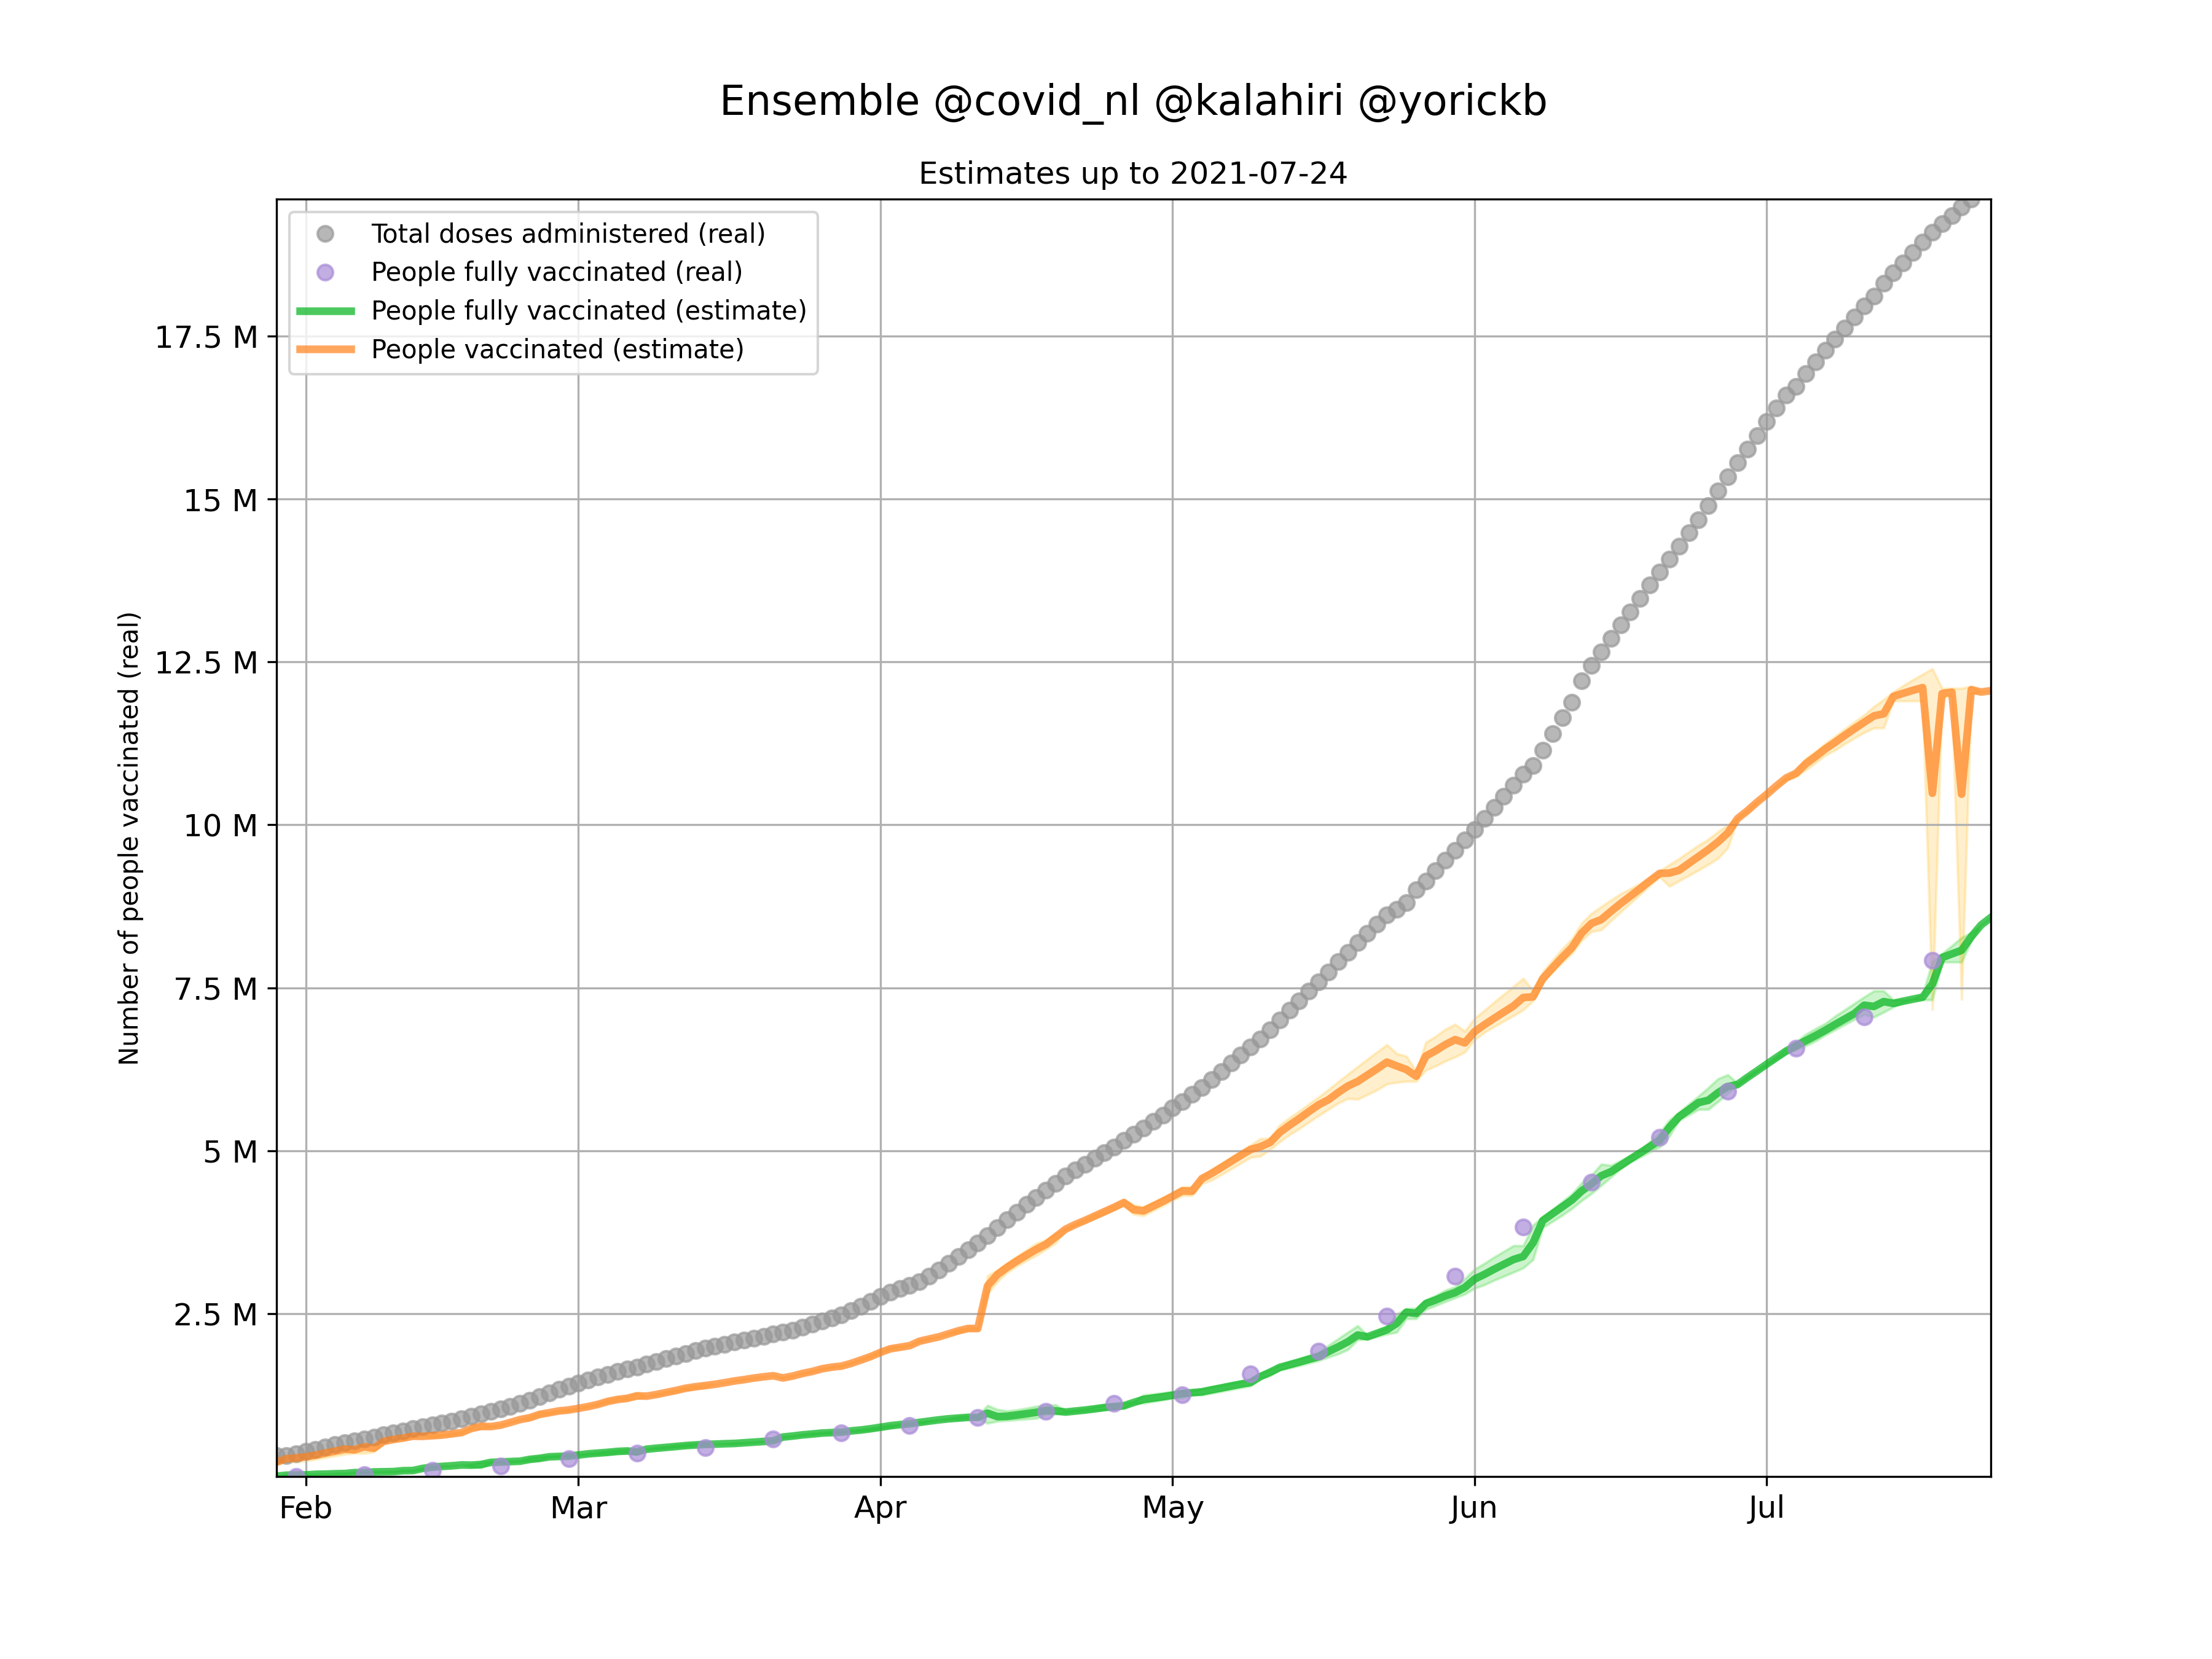 Ensemble @covid_nl @kalahiri @yorickb
Estimates up to 2021-07-24
Total doses administered (real)
People fully vaccinated (real)
People fully vaccinated (estimate)
People vaccinated (estimate)
Number of people vaccinated (real)
17.5 M
15 M
12.5 M
10 M
7.5 M
5 M
2.5 M
Feb Mar Apr May Jun Jul